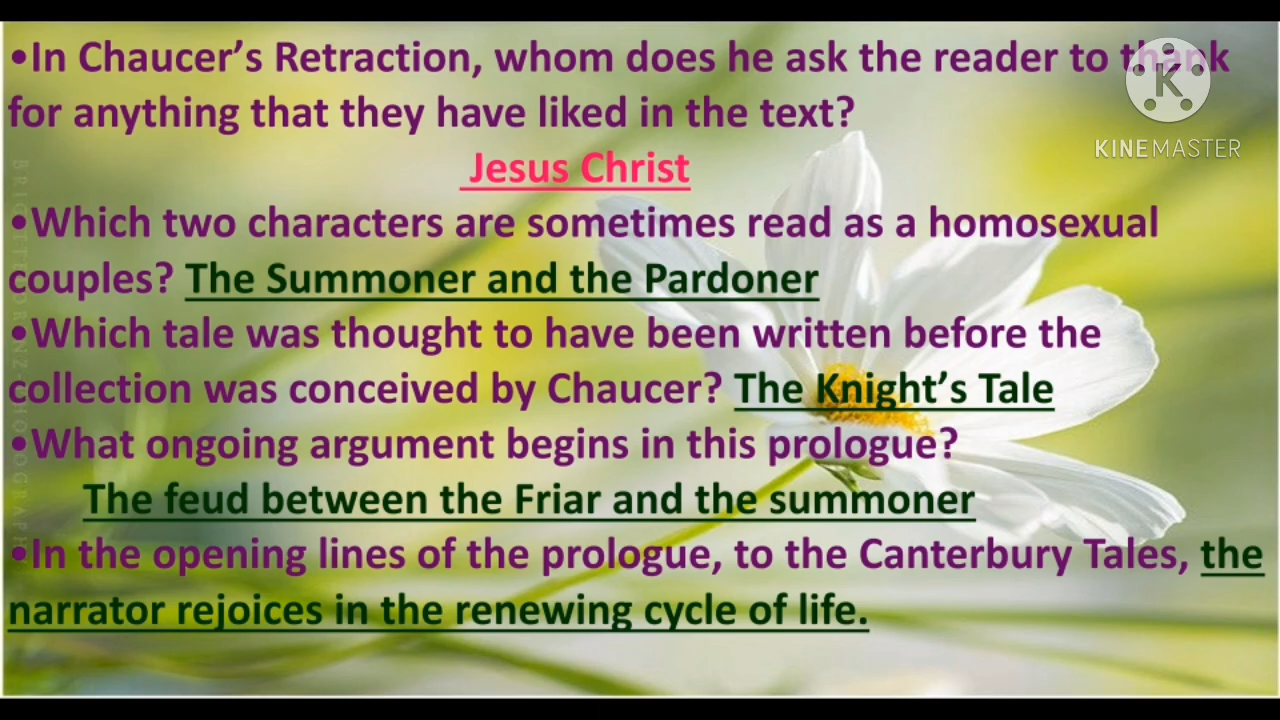 •In Chaucer’s Retraction, whom does he ask the reader to thank
for anything that they have liked in the text?
Jesus Christ
•Which two characters are sometimes read as a homosexual
couples? The Summoner and the Pardoner
•Which tale was thought to have been written before the
collection was conceived by Chaucer? The Knight’s Tale
•What ongoing argument begins in this prologue?
The feud between the Friar and the summoner
•In the opening lines of the prologue, to the Canterbury Tales, the
narrator rejoices in the renewing cycle of life.
K
KINEMASTER